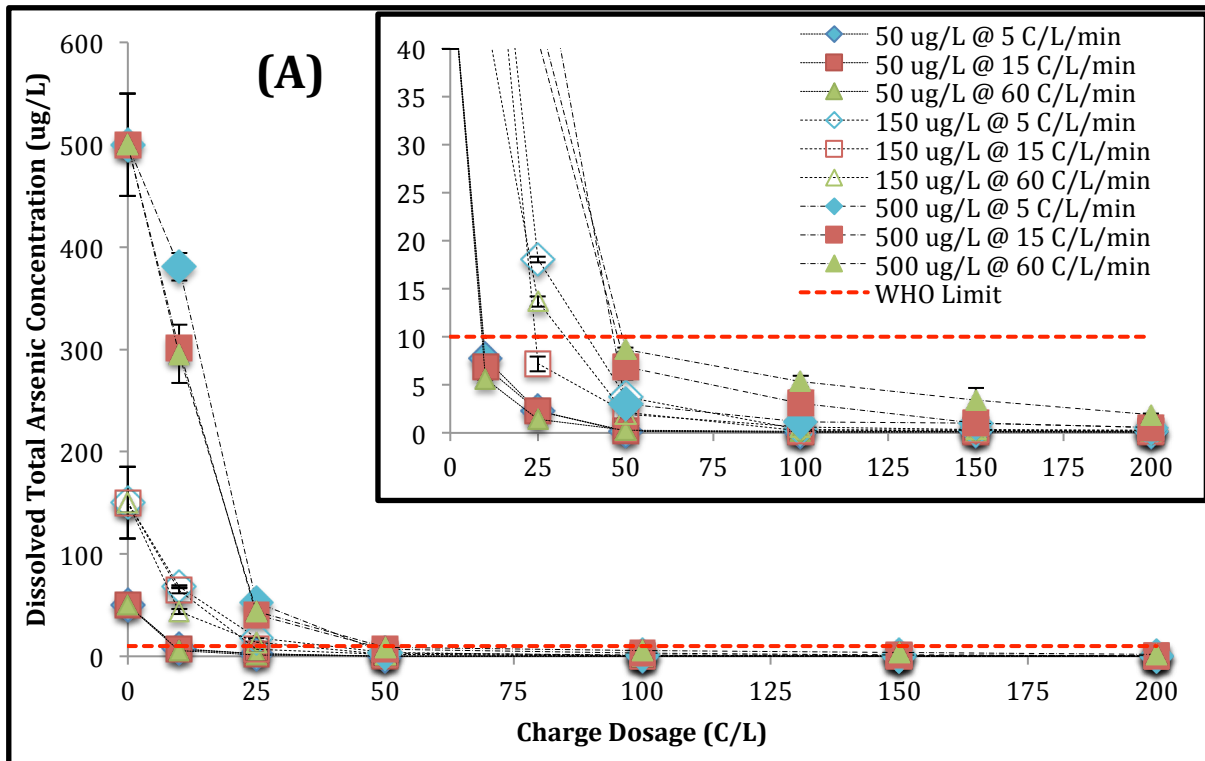 (A)
Dissolved Total Arsenic Concentration (ug/L)
600
500
400
300
200
100
0
0 25 50 75 100 125 150 175 200
Charge Dosage (C/L)
40
35
30
25
20
15
10
5
0
0 25 50 75 100 125 150 175 200
50 ug/L @ 5 C/L/min
50 ug/L @ 15 C/L/min
50 ug/L @ 60 C/L/min
150 ug/L @ 5 C/L/min
150 ug/L @ 15 C/L/min
150 ug/L @ 60 C/L/min
500 ug/L @ 5 C/L/min
500 ug/L @ 15 C/L/min
500 ug/L @ 60 C/L/min
WHO Limit